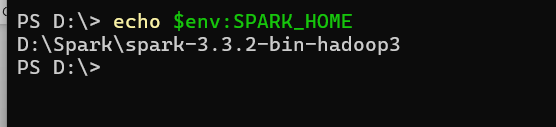 PS D:\> echo $env:SPARK_HOME
D:\Spark\spark-3.3.2-bin-hadoop3
PS D:\>